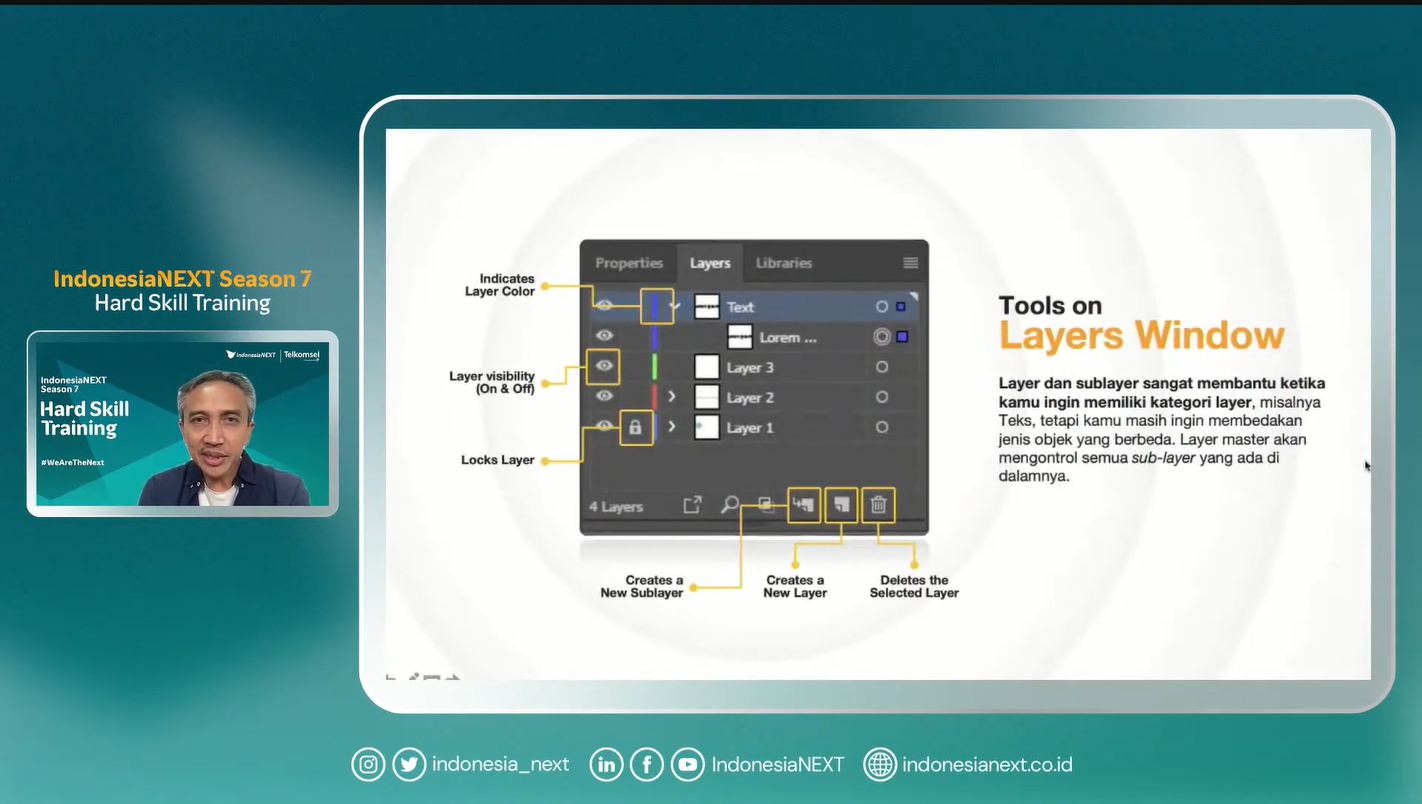 IndonesiaNEXT Season 7
Hard Skill Training
IndonesiaNEXT
Telkomsel
IndonesiaNEXT
Season 7
Hard Skill
Training
#WeAreTheNext
Indicates
Layer Color
Layer visibility
(On & Off)
Locks Layer
Properties
Layers
Libraries
Text
Lorem ...
Layer 3
Layer 2
Layer 1
4 Layers
Creates a
New Sublayer
Creates a
New Layer
Deletes the
Selected Layer
Tools on
Layers Window
Layer dan sublayer sangat membantu ketika
kamu ingin memiliki kategori layer, misalnya
Teks, tetapi kamu masih ingin membedakan
jenis objek yang berbeda. Layer master akan
mengontrol semua sub-layer yang ada di
dalamnya.
indonesia_next
IndonesiaNEXT
indonesianext.co.id